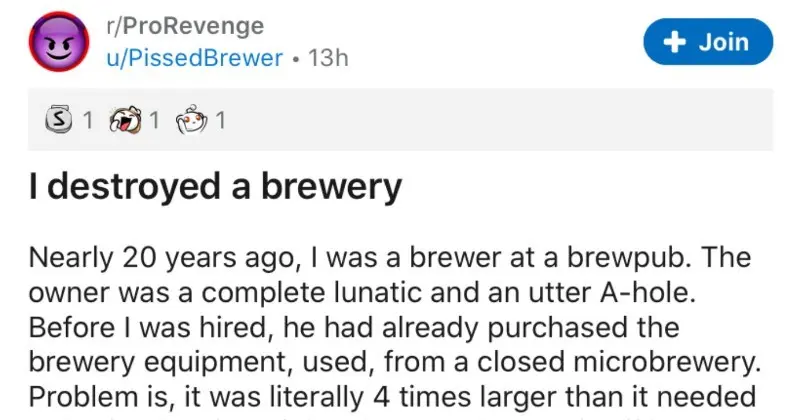 r/ProRevenge
u/PissedBrewer • 13h
+ Join
S 1 1 1
I destroyed a brewery
Nearly 20 years ago, I was a brewer at a brewpub. The
owner was a complete lunatic and an utter A-hole.
Before I was hired, he had already purchased the
brewery equipment, used, from a closed microbrewery.
Problem is, it was literally 4 times larger than it needed